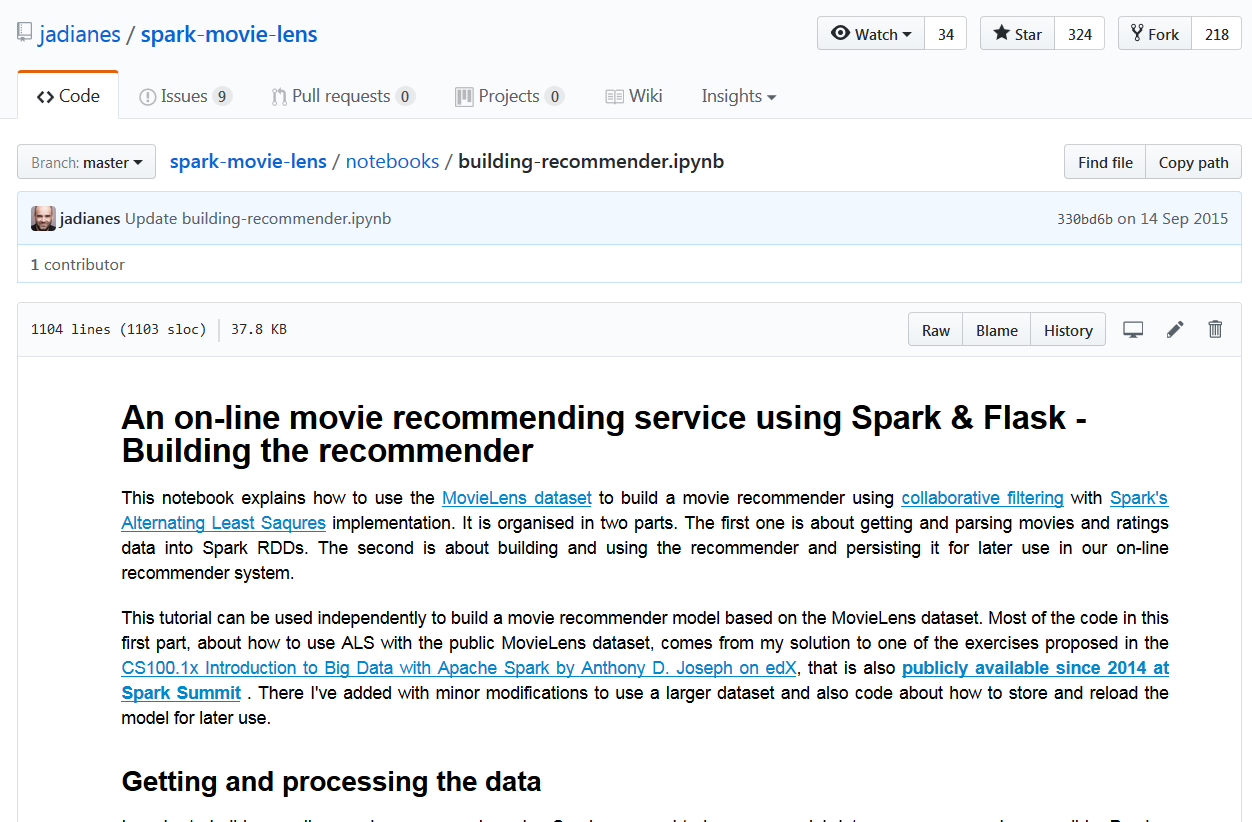 jadianes / spark-movie-lens
Watch 34 Star 324 Fork 218
Code Issues 9 Pull requests 0 Projects 0 Wiki Insights
Branch: master spark-movie-lens / notebooks / building-recommender.ipynb Find file Copy path
jadianes Update building-recommender.ipynb 330bd6b on 14 Sep 2015
1 contributor
1104 lines (1103 sloc) 37.8 KB Raw Blame History
An on-line movie recommending service using Spark & Flask -
Building the recommender
This notebook explains how to use the MovieLens dataset to build a movie recommender using collaborative filtering with Spark's
Alternating Least Saqures implementation. It is organised in two parts. The first one is about getting and parsing movies and ratings
data into Spark RDDs. The second is about building and using the recommender and persisting it for later use in our on-line
recommender system.
This tutorial can be used independently to build a movie recommender model based on the MovieLens dataset. Most of the code in this
first part, about how to use ALS with the public MovieLens dataset, comes from my solution to one of the exercises proposed in the
CS100.1x Introduction to Big Data with Apache Spark by Anthony D. Joseph on edX, that is also publicly available since 2014 at
Spark Summit . There I've added with minor modifications to use a larger dataset and also code about how to store and reload the
model for later use.
Getting and processing the data